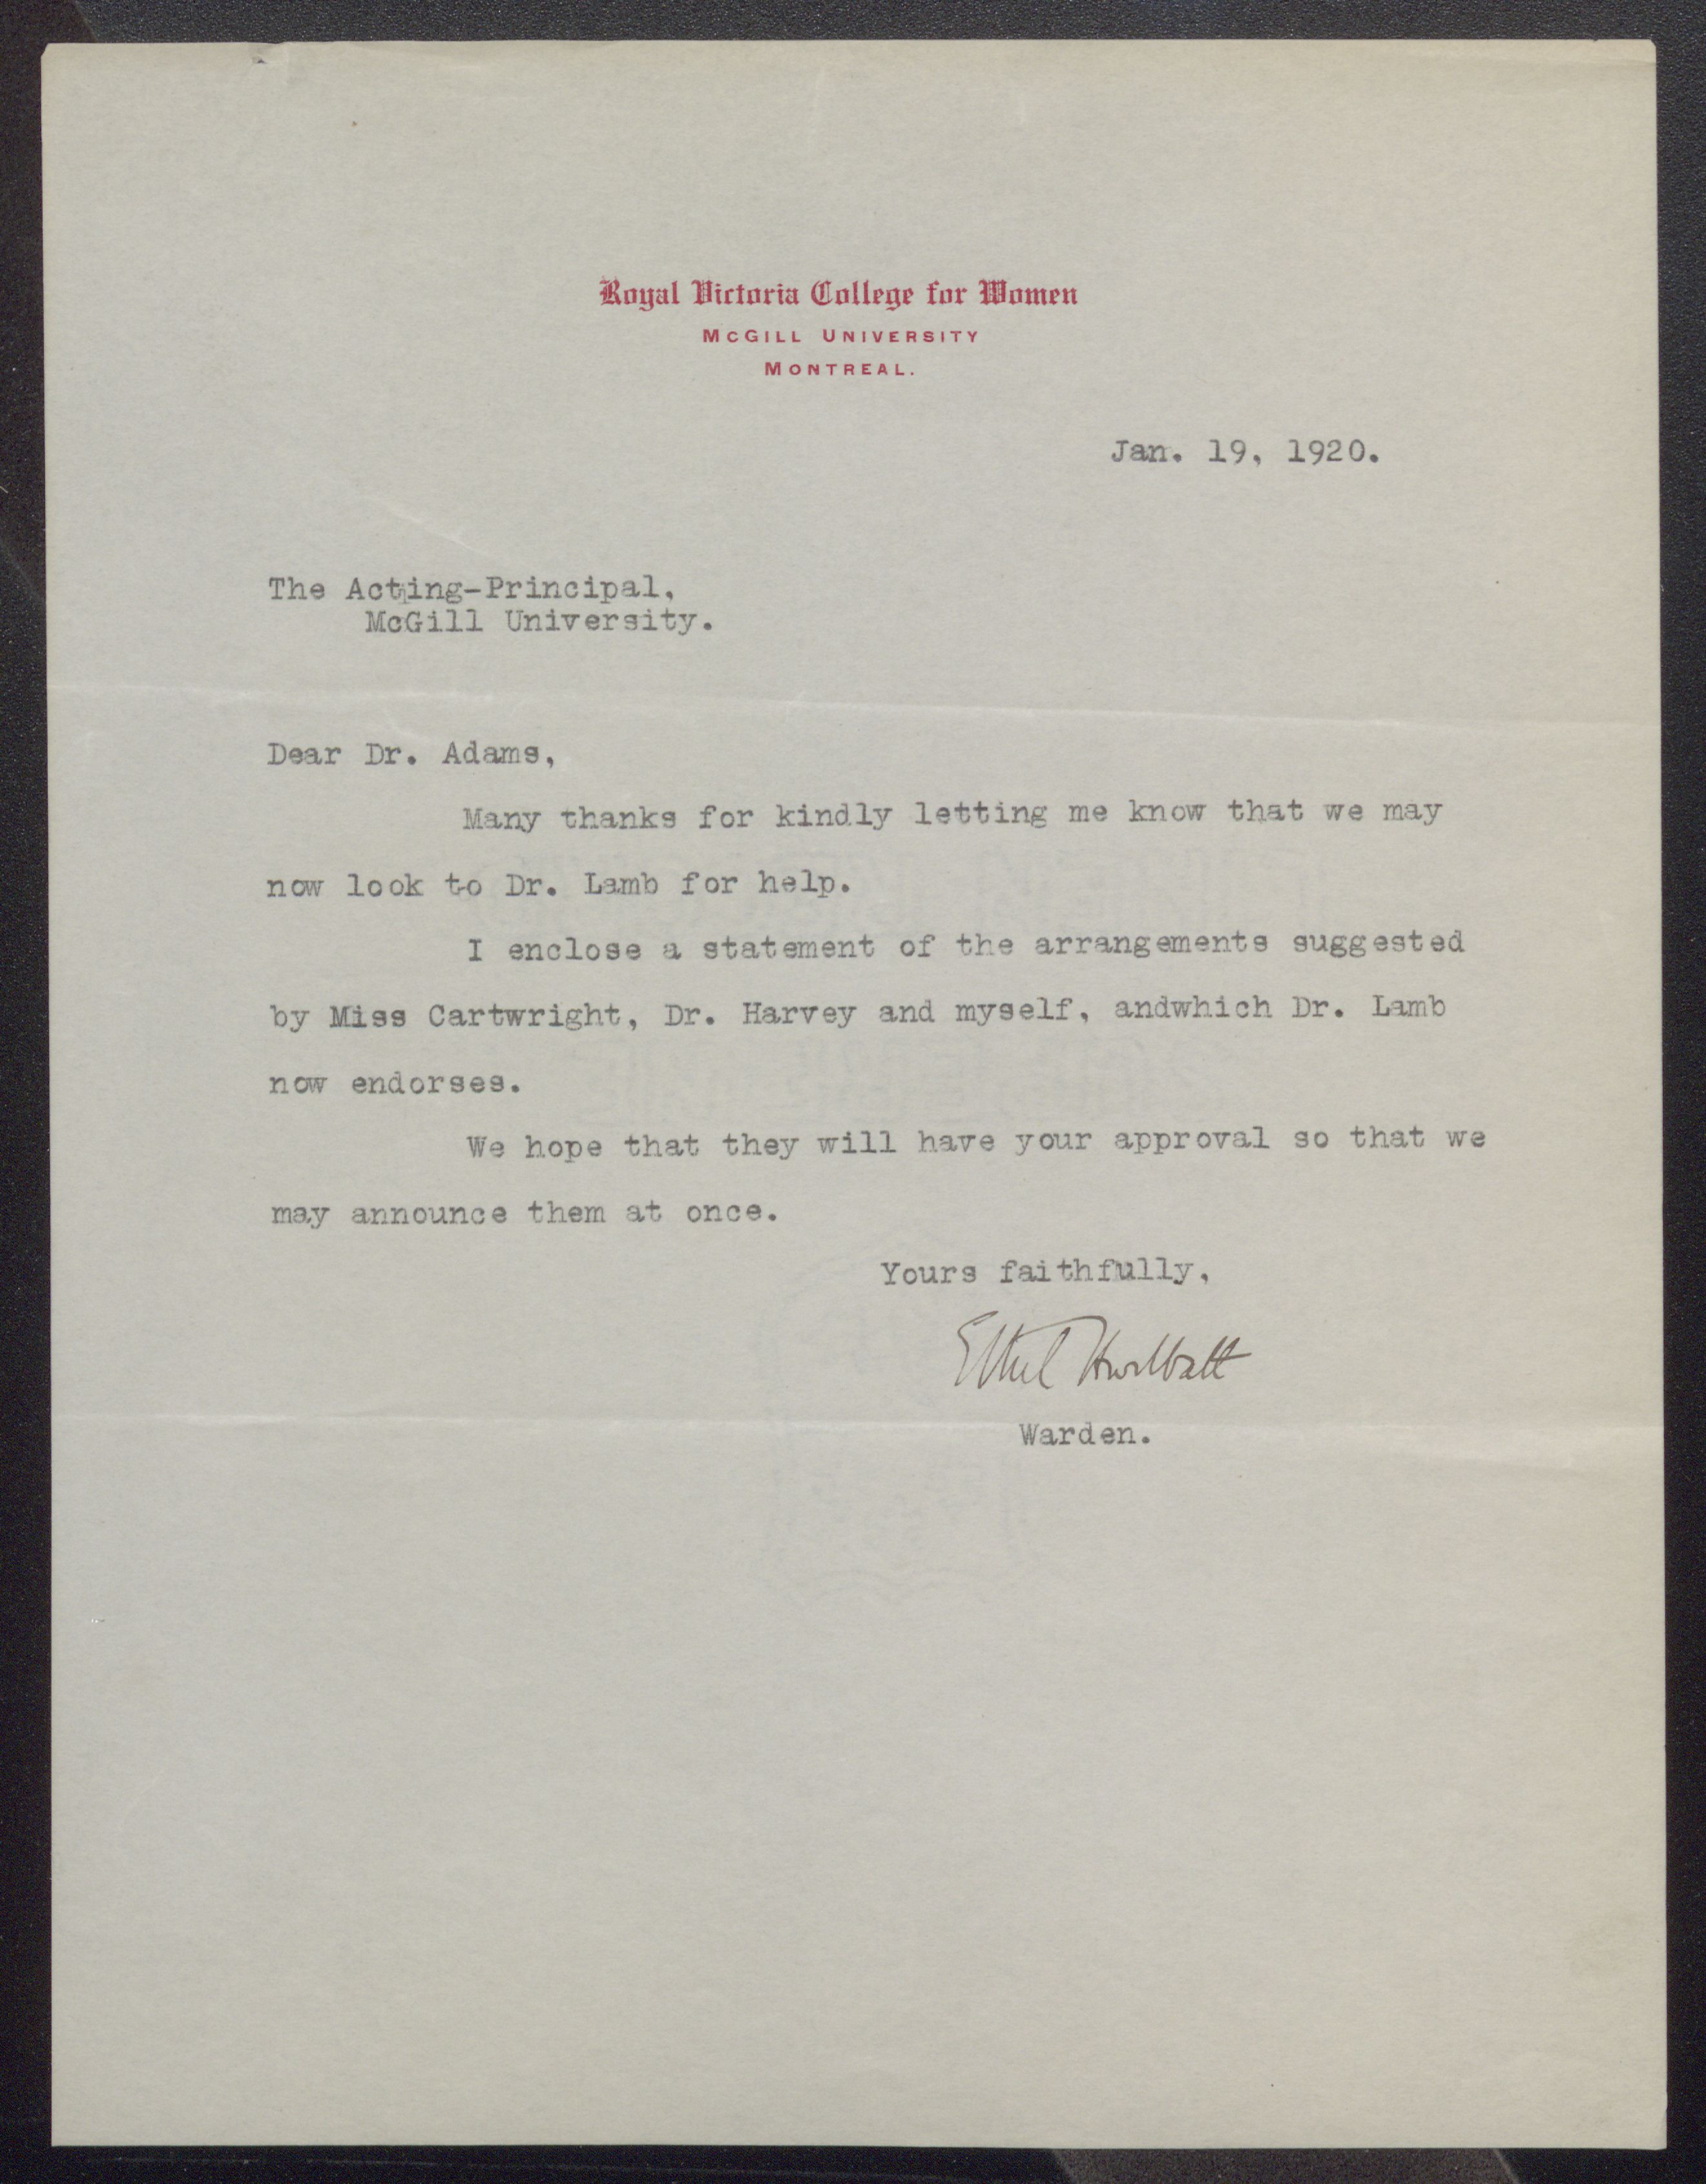 Royal Victoria College for Women
McGill University
Montreal.
Jan. 19, 1920.
The Acting-Principal,
McGill University.
Dear Dr. Adams,
Many thanks for kindly letting me know that we may
now look to Dr. Lamb for help.
I enclose a statement of the arrangements suggested
by Miss Cartwright, Dr. Harvey and myself, andwhich Dr. Lamb
now endorses.
We hope that they will have your approval so that we
may announce them at once.
Yours faithfully,
Ethel Hurlbatt
Warden.